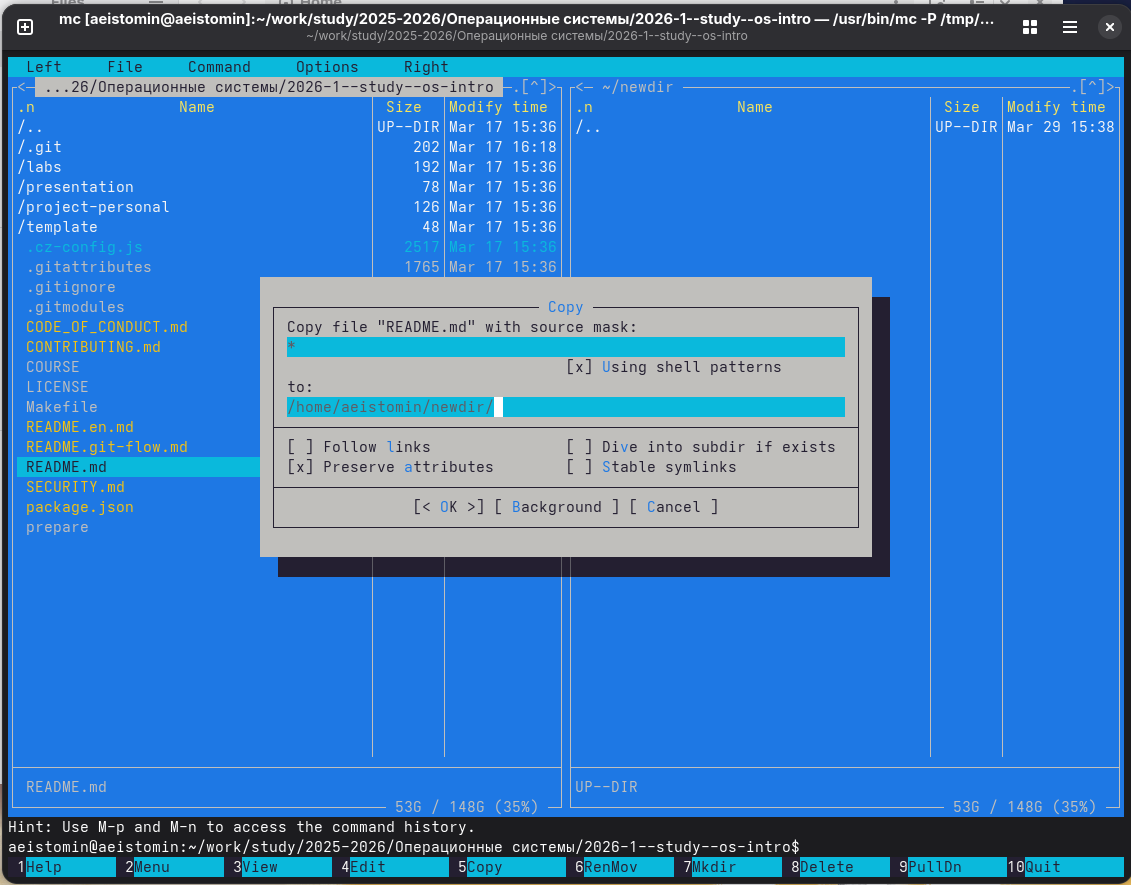 mc [aeistomin@aeistomin]:~/work/study/2025-2026/Операционные системы/2026-1--study--os-intro — /usr/bin/mc -P /tmp/...
~/work/study/2025-2026/Операционные системы/2026-1--study--os-intro
Left File Command Options Right
<— ...26/Операционные системы/2026-1--study--os-intro —.[^]> <— ~/newdir —.[^]>
.n Name Size Modify time .n Name Size Modify time
/.. UP--DIR Mar 17 15:36 /.. UP--DIR Mar 29 15:38
/.git 202 Mar 17 16:18
/labs 192 Mar 17 15:36
/presentation 78 Mar 17 15:36
/project-personal 126 Mar 17 15:36
/template 48 Mar 17 15:36
.cz-config.js 2517 Mar 17 15:36
.gitattributes 1765 Mar 17 15:36
.gitignore
.gitmodules
Copy
CODE_OF_CONDUCT.md
Copy file "README.md" with source mask:
CONTRIBUTING.md
*
COURSE
[x] Using shell patterns
LICENSE
to:
Makefile
/home/aeistomin/newdir/
README.en.md
README.git-flow.md
[ ] Follow links [ ] Dive into subdir if exists
README.md
[x] Preserve attributes [ ] Stable symlinks
SECURITY.md
package.json
[< OK >] [ Background ] [ Cancel ]
prepare
README.md UP--DIR
53G / 148G (35%) 53G / 148G (35%)
Hint: Use M-p and M-n to access the command history.
aeistomin@aeistomin:~/work/study/2025-2026/Операционные системы/2026-1--study--os-intro$
1Help 2Menu 3View 4Edit 5Copy 6RenMov 7Mkdir 8Delete 9PullDn 10Quit